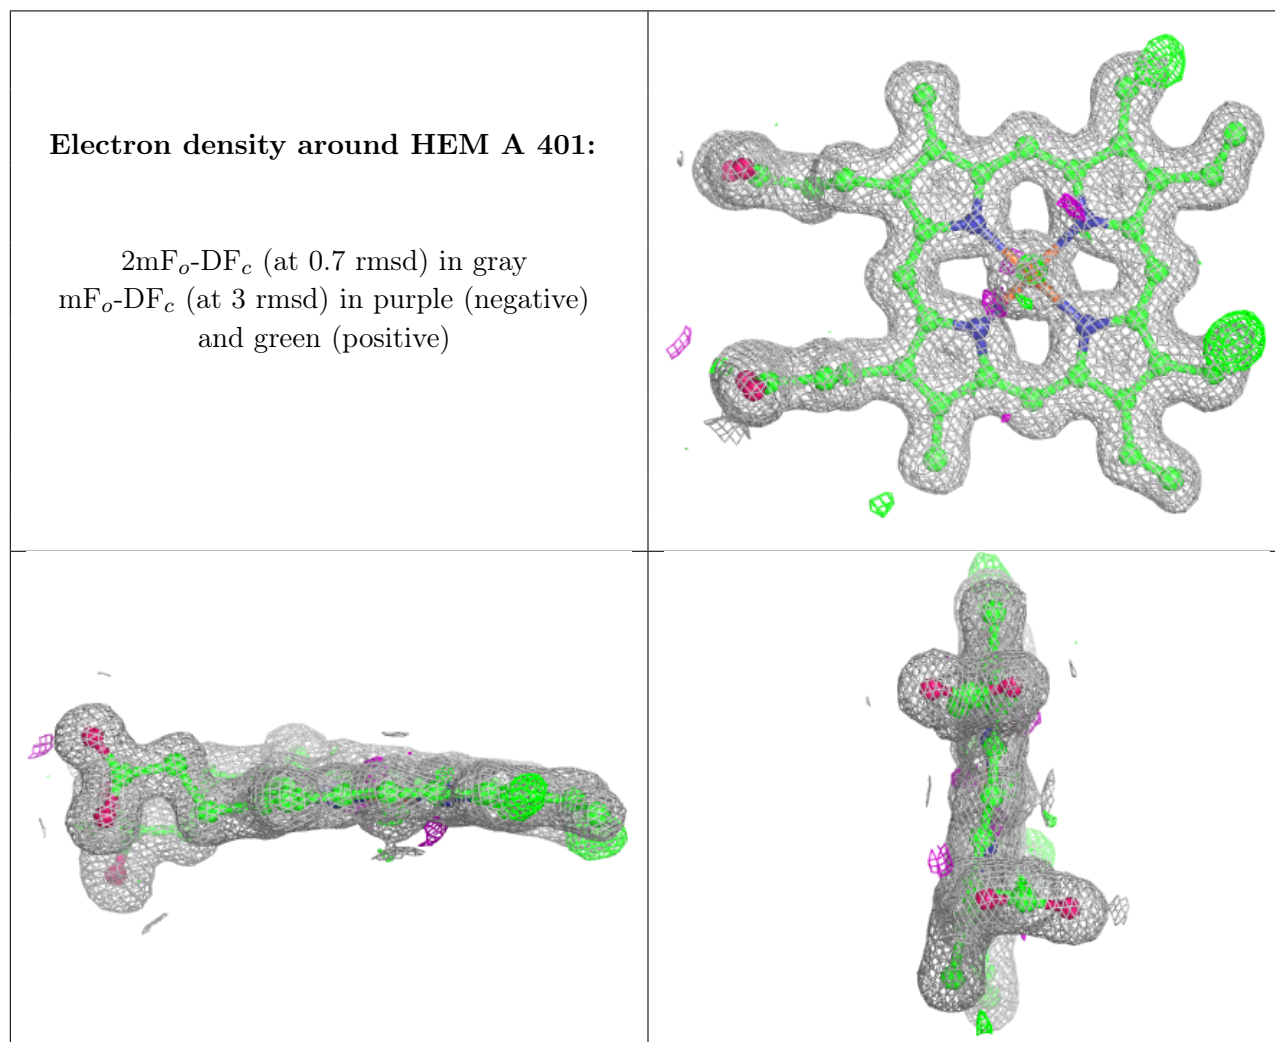 Electron density around HEM A 401:
2mFₒ-DF𝒸 (at 0.7 rmsd) in gray
mFₒ-DF𝒸 (at 3 rmsd) in purple (negative)
and green (positive)